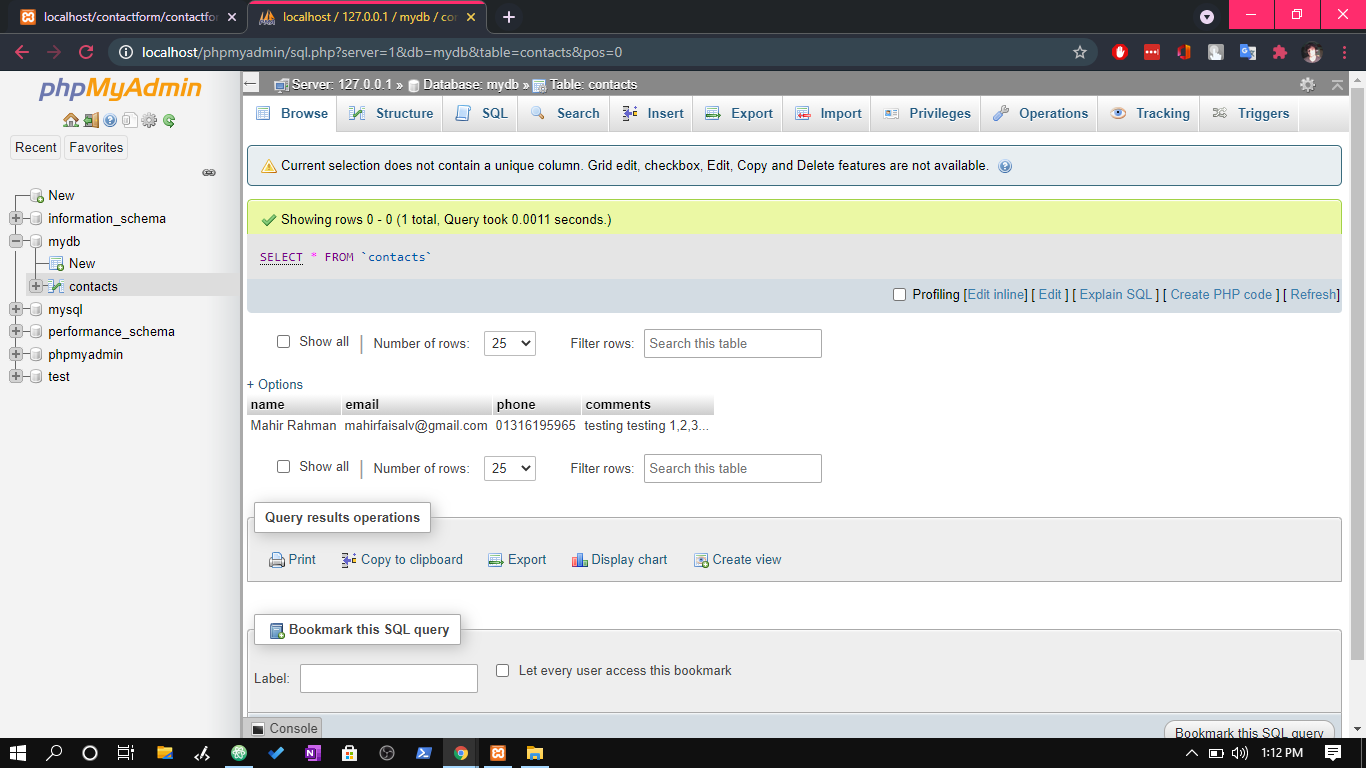 localhost/contactform/contactfor
localhost / 127.0.0.1 / mydb / cor
localhost/phpmyadmin/sql.php?server=1&db=mydb&table=contacts&pos=0
phpMyAdmin
Recent
Favorites
New
information_schema
mydb
New
contacts
mysql
performance_schema
phpmyadmin
test
Server: 127.0.0.1 » Database: mydb » Table: contacts
Browse Structure SQL Search Insert Export Import Privileges Operations Tracking Triggers
Current selection does not contain a unique column. Grid edit, checkbox, Edit, Copy and Delete features are not available.
Showing rows 0 - 0 (1 total, Query took 0.0011 seconds.)
SELECT * FROM `contacts`
Profiling [Edit inline] [ Edit ] [ Explain SQL ] [ Create PHP code ] [ Refresh]
Show all | Number of rows: 25 Filter rows: Search this table
+ Options
name email phone comments
Mahir Rahman mahirfaisalv@gmail.com 01316195965 testing testing 1,2,3...
Show all | Number of rows: 25 Filter rows: Search this table
Query results operations
Print Copy to clipboard Export Display chart Create view
Bookmark this SQL query
Label: Let every user access this bookmark
Console
Bookmark this SQL query
1:12 PM